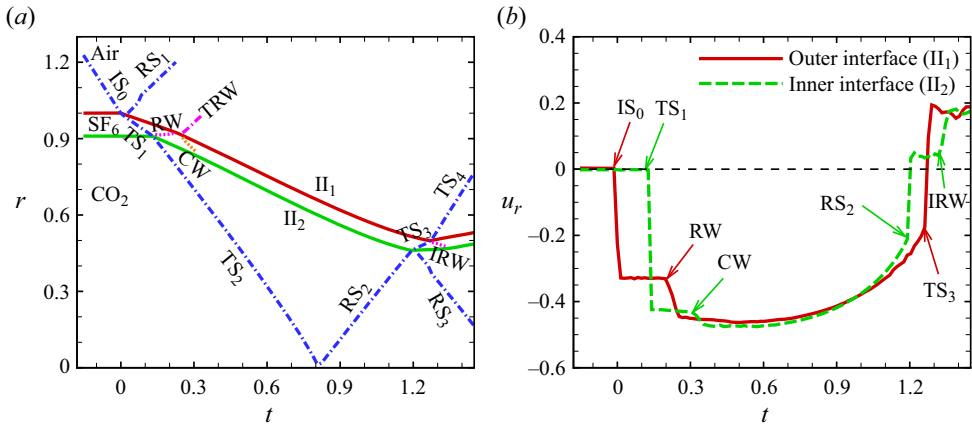 (a)
1.2
0.9
0.6
0.3
0
r
Air
SF6
CO2
IS0
RS1
TS1
RW
TRW
CW
II1
II2
TS2
RS2
TS3
TS4
IRW
RS3
0
0.3
0.6
0.9
1.2
t
(b)
0.4
0.2
0
−0.2
−0.4
−0.6
ur
Outer interface (II1)
Inner interface (II2)
IS0
TS1
RW
CW
RS2
IRW
TS3
0
0.3
0.6
0.9
1.2
t